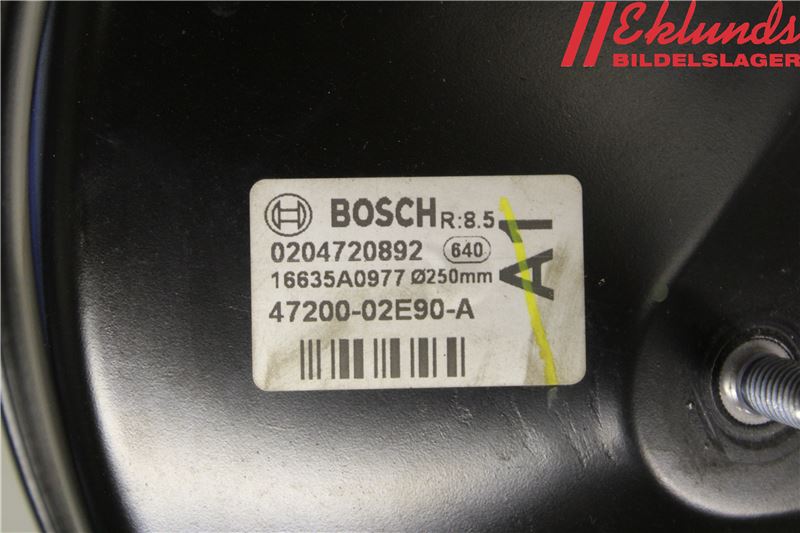 Eklunds
BILDELSLAGER
BOSCH R:8.5
0204720892 640
16635A0977 Ø250mm
47200-02E90-A
A1